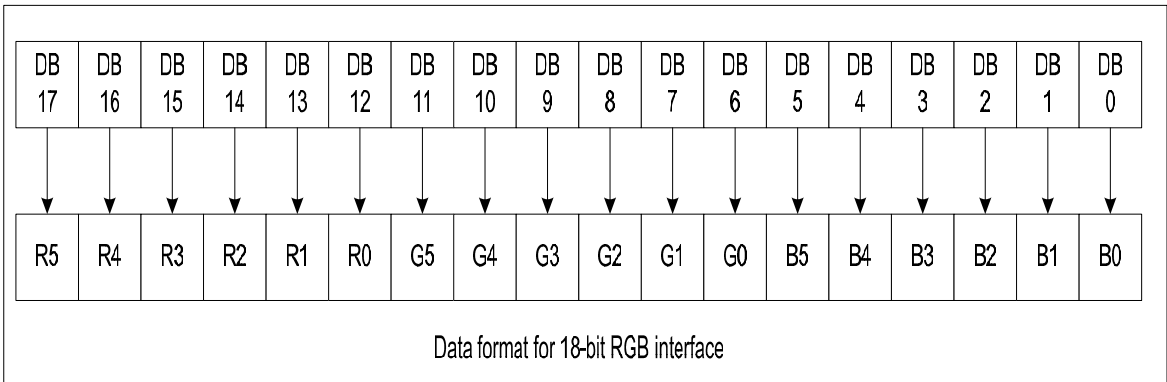 DB DB DB DB DB DB DB DB DB DB DB DB DB DB DB DB DB DB
17 16 15 14 13 12 11 10 9 8 7 6 5 4 3 2 1 0
R5 R4 R3 R2 R1 R0 G5 G4 G3 G2 G1 G0 B5 B4 B3 B2 B1 B0
Data format for 18-bit RGB interface